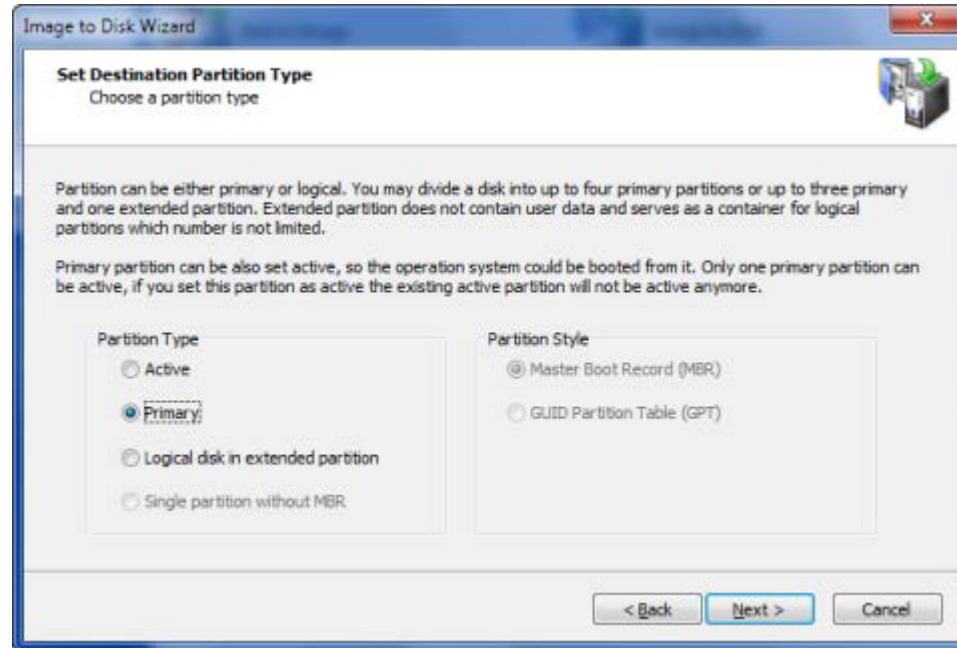 Image to Disk Wizard
Set Destination Partition Type
Choose a partition type
Partition can be either primary or logical. You may divide a disk into up to four primary partitions or up to three primary
and one extended partition. Extended partition does not contain user data and serves as a container for logical
partitions which number is not limited.
Primary partition can be also set active, so the operation system could be booted from it. Only one primary partition can
be active, if you set this partition as active the existing active partition will not be active anymore.
Partition Type
Partition Style
Active
Master Boot Record (MBR)
Primary
GUID Partition Table (GPT)
Logical disk in extended partition
Single partition without MBR
< Back
Next >
Cancel